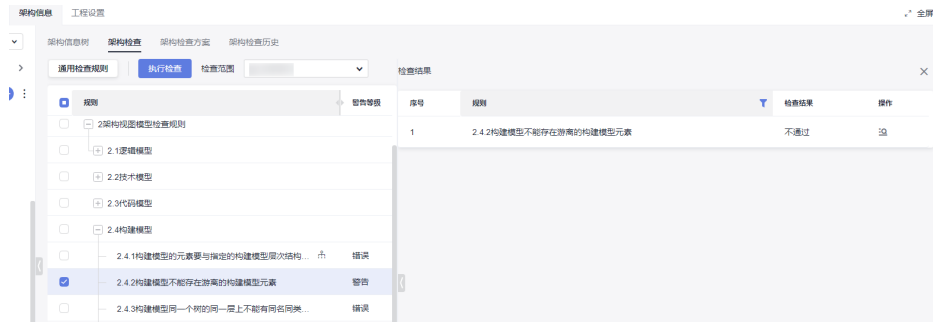 架构信息 工程设置 全屏
架构信息树 架构检查 架构检查方案 架构检查历史
通用检查规则 执行检查 检查范围
检查结果
规则 警告等级
序号 规则 检查结果 操作
2架构视图模型检查规则
1 2.4.2构建模型不能存在游离的构建模型元素 不通过
2.1逻辑模型
2.2技术模型
2.3代码模型
2.4构建模型
2.4.1构建模型的元素要与指定的构建模型层次结构... 错误
2.4.2构建模型不能存在游离的构建模型元素 警告
2.4.3构建模型同一个树的同一层上不能有同名同类... 错误